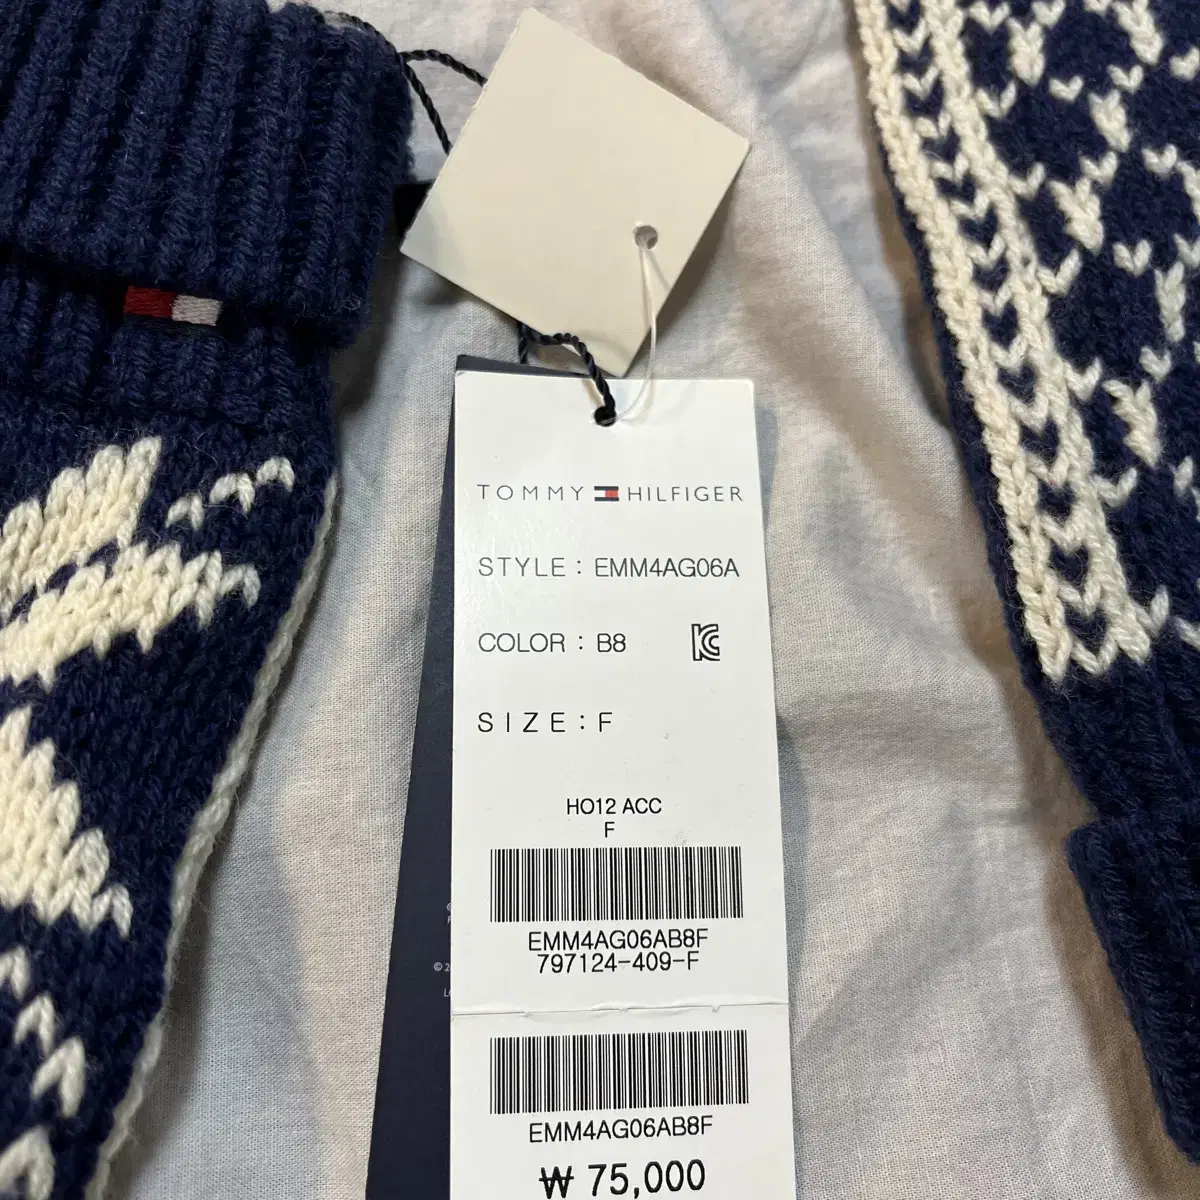 TOMMY HILFIGER
STYLE : EMM4AG06A
COLOR : B8
SIZE : F
HO12 ACC
F
EMM4AG06AB8F
797124-409-F
EMM4AG06AB8F
₩ 75,000